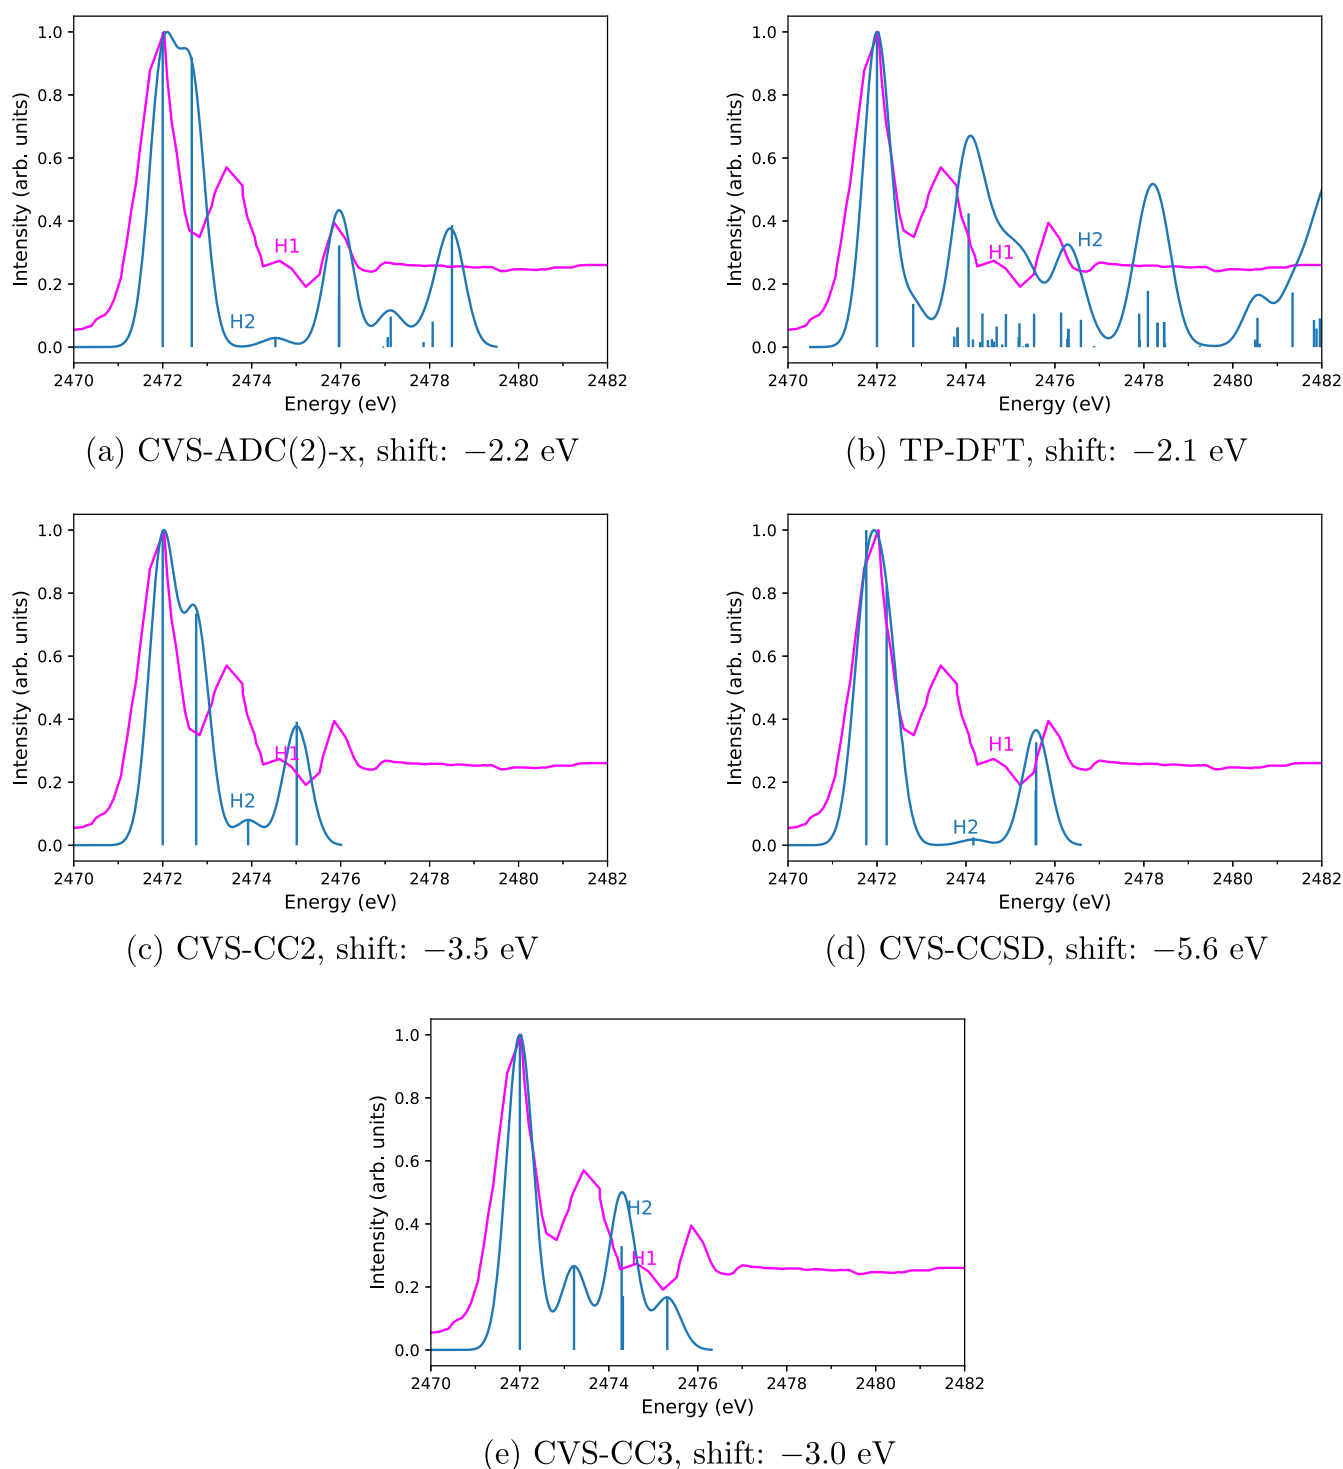 1.0
0.8
0.6
0.4
0.2
0.0
Intensity (arb. units)
H1
H2
2470 2472 2474 2476 2478 2480 2482
Energy (eV)
(a) CVS-ADC(2)-x, shift: −2.2 eV
1.0
0.8
0.6
0.4
0.2
0.0
Intensity (arb. units)
H2
H1
2470 2472 2474 2476 2478 2480 2482
Energy (eV)
(b) TP-DFT, shift: −2.1 eV
1.0
0.8
0.6
0.4
0.2
0.0
Intensity (arb. units)
H1
H2
2470 2472 2474 2476 2478 2480 2482
Energy (eV)
(c) CVS-CC2, shift: −3.5 eV
1.0
0.8
0.6
0.4
0.2
0.0
Intensity (arb. units)
H1
H2
2470 2472 2474 2476 2478 2480 2482
Energy (eV)
(d) CVS-CCSD, shift: −5.6 eV
1.0
0.8
0.6
0.4
0.2
0.0
Intensity (arb. units)
H2
H1
2470 2472 2474 2476 2478 2480 2482
Energy (eV)
(e) CVS-CC3, shift: −3.0 eV